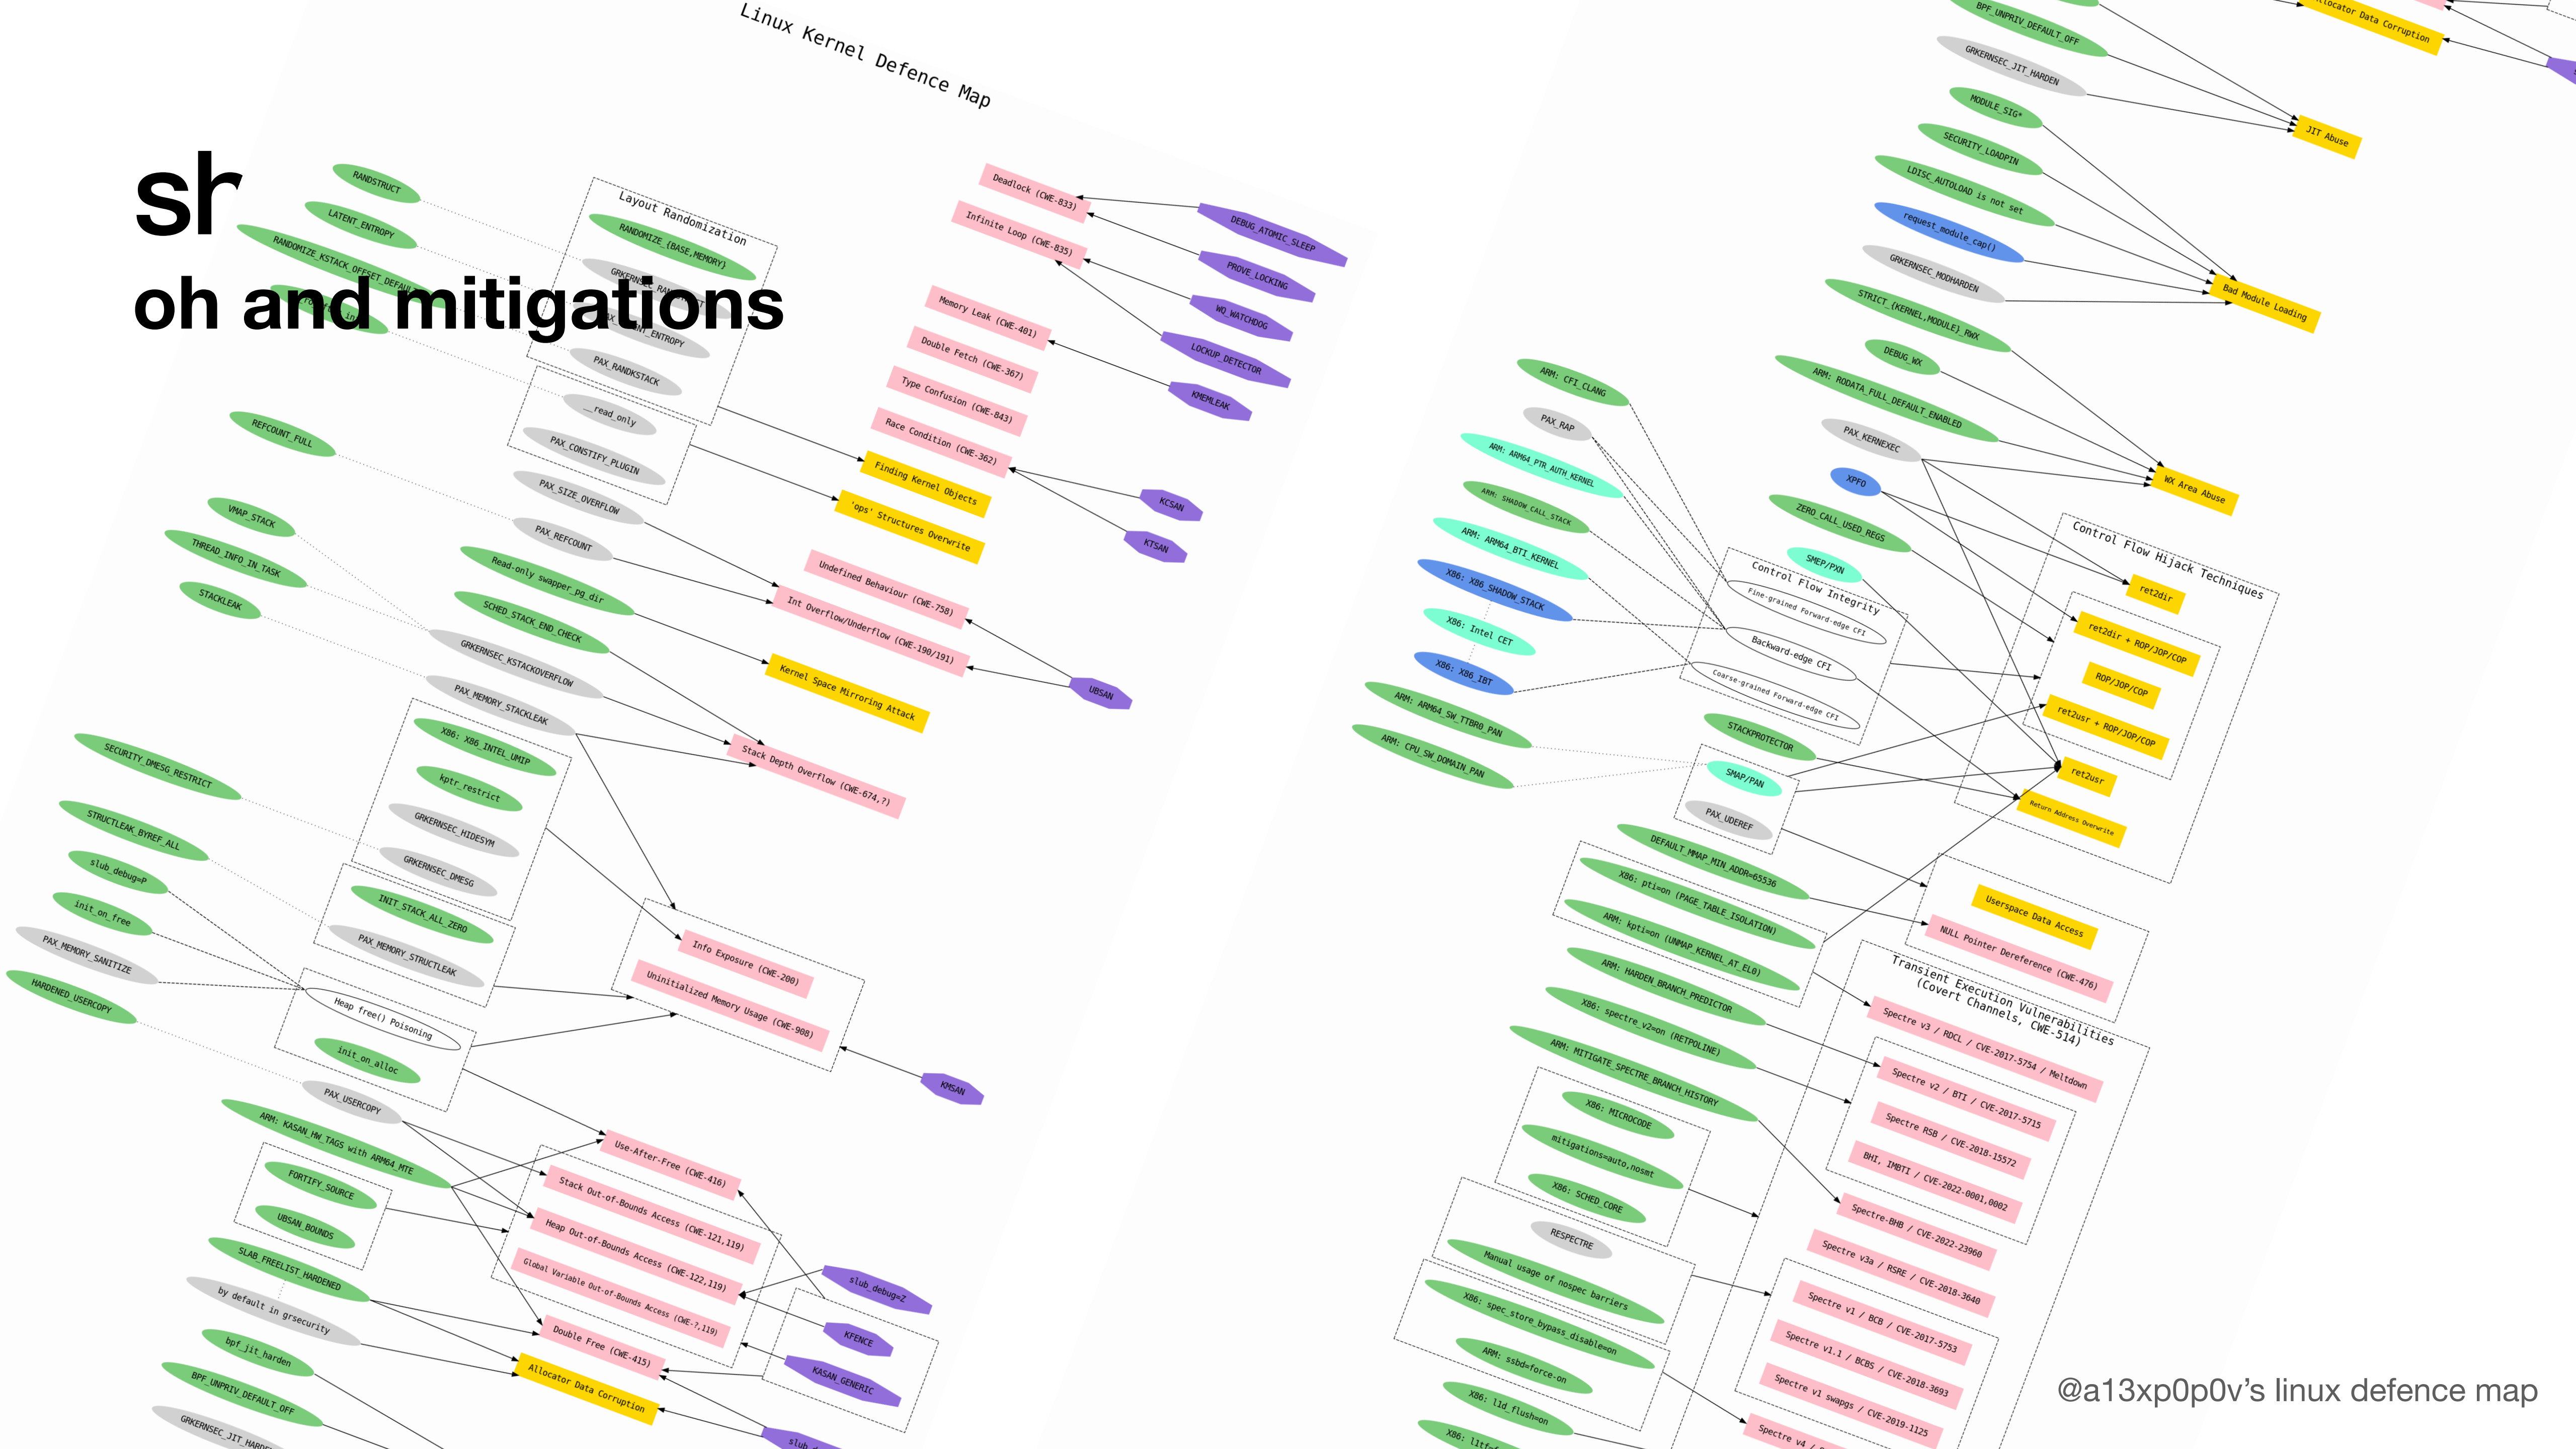 Linux Kernel Defence Map
oh and mitigations
RANDSTRUCT
LATENT_ENTROPY
RANDOMIZE_KSTACK_OFFSET_DEFAULT
Layout Randomization
RANDOMIZE_{BASE,MEMORY}
PAX_RANDKSTACK
__read_only
PAX_CONSTIFY_PLUGIN
REFCOUNT_FULL
PAX_SIZE_OVERFLOW
PAX_REFCOUNT
VMAP_STACK
THREAD_INFO_IN_TASK
STACKLEAK
Read-only swapper_pg_dir
SCHED_STACK_END_CHECK
GRKERNSEC_KSTACKOVERFLOW
PAX_MEMORY_STACKLEAK
X86: X86_INTEL_UMIP
kptr_restrict
GRKERNSEC_HIDESYM
GRKERNSEC_DMESG
SECURITY_DMESG_RESTRICT
STRUCTLEAK_BYREF_ALL
slub_debug=P
init_on_free
PAX_MEMORY_SANITIZE
HARDENED_USERCOPY
INIT_STACK_ALL_ZERO
PAX_MEMORY_STRUCTLEAK
Heap free() Poisoning
init_on_alloc
PAX_USERCOPY
ARM: KASAN_HW_TAGS with ARM64_MTE
FORTIFY_SOURCE
UBSAN_BOUNDS
SLAB_FREELIST_HARDENED
by default in grsecurity
bpf_jit_harden
BPF_UNPRIV_DEFAULT_OFF
Deadlock (CWE-833)
Infinite Loop (CWE-835)
Memory Leak (CWE-401)
Double Fetch (CWE-367)
Type Confusion (CWE-843)
Race Condition (CWE-362)
Finding Kernel Objects
'ops' Structures Overwrite
Undefined Behaviour (CWE-758)
Int Overflow/Underflow (CWE-190/191)
Kernel Space Mirroring Attack
Stack Depth Overflow (CWE-674,?)
Info Exposure (CWE-200)
Uninitialized Memory Usage (CWE-908)
Use-After-Free (CWE-416)
Stack Out-of-Bounds Access (CWE-121,119)
Heap Out-of-Bounds Access (CWE-122,119)
Global Variable Out-of-Bounds Access (CWE-?,119)
Double Free (CWE-415)
Allocator Data Corruption
DEBUG_ATOMIC_SLEEP
PROVE_LOCKING
WQ_WATCHDOG
LOCKUP_DETECTOR
KMEMLEAK
KCSAN
KTSAN
UBSAN
KMSAN
slub_debug=Z
KFENCE
KASAN_GENERIC
Allocator Data Corruption
BPF_UNPRIV_DEFAULT_OFF
GRKERNSEC_JIT_HARDEN
MODULE_SIG*
SECURITY_LOADPIN
LDISC_AUTOLOAD is not set
request_module_cap()
GRKERNSEC_MODHARDEN
STRICT_{KERNEL,MODULE}_RWX
DEBUG_WX
ARM: RODATA_FULL_DEFAULT_ENABLED
PAX_KERNEXEC
XPFO
ZERO_CALL_USED_REGS
SMEP/PXN
JIT Abuse
Bad Module Loading
WX Area Abuse
ARM: CFI_CLANG
PAX_RAP
ARM: ARM64_PTR_AUTH_KERNEL
ARM: SHADOW_CALL_STACK
ARM: ARM64_BTI_KERNEL
X86: X86_SHADOW_STACK
X86: Intel CET
X86: X86_IBT
ARM: ARM64_SW_TTBR0_PAN
ARM: CPU_SW_DOMAIN_PAN
Control Flow Integrity
Fine-grained Forward-edge CFI
Backward-edge CFI
Coarse-grained Forward-edge CFI
STACKPROTECTOR
SMAP/PAN
PAX_UDEREF
Control Flow Hijack Techniques
ret2dir
ret2dir + ROP/JOP/COP
ROP/JOP/COP
ret2usr + ROP/JOP/COP
ret2usr
Return Address Overwrite
DEFAULT_MMAP_MIN_ADDR=65536
X86: pti=on (PAGE_TABLE_ISOLATION)
ARM: kpti=on (UNMAP_KERNEL_AT_EL0)
ARM: HARDEN_BRANCH_PREDICTOR
X86: spectre_v2=on (RETPOLINE)
ARM: MITIGATE_SPECTRE_BRANCH_HISTORY
X86: MICROCODE
mitigations=auto,nosmt
X86: SCHED_CORE
RESPECTRE
Manual usage of nospec barriers
X86: spec_store_bypass_disable=on
ARM: ssbd=force-on
X86: l1d_flush=on
Userspace Data Access
NULL Pointer Dereference (CWE-476)
Transient Execution Vulnerabilities
(Covert Channels, CWE-514)
Spectre v3 / RDCL / CVE-2017-5754 / Meltdown
Spectre v2 / BTI / CVE-2017-5715
Spectre RSB / CVE-2018-15572
BHI, IMBTI / CVE-2022-0001,0002
Spectre-BHB / CVE-2022-23960
Spectre v3a / RSRE / CVE-2018-3640
Spectre v1 / BCB / CVE-2017-5753
Spectre v1.1 / BCBS / CVE-2018-3693
Spectre v1 swapgs / CVE-2019-1125
@a13xp0p0v’s linux defence map